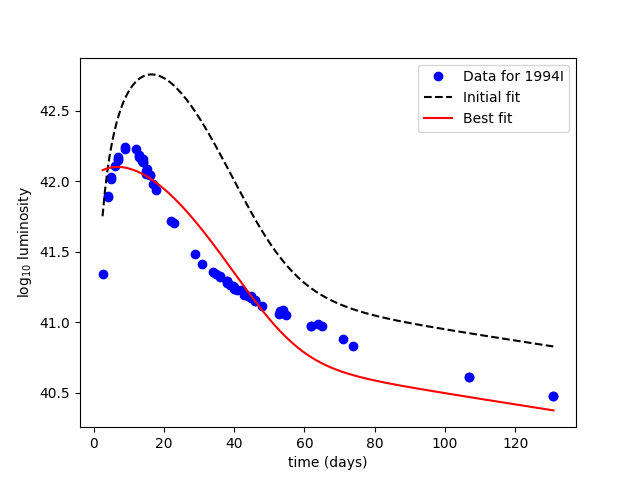 Data for 1994I
Initial fit
Best fit
42.5
42.0
41.5
41.0
40.5
log₁₀ luminosity
0 20 40 60 80 100 120
time (days)